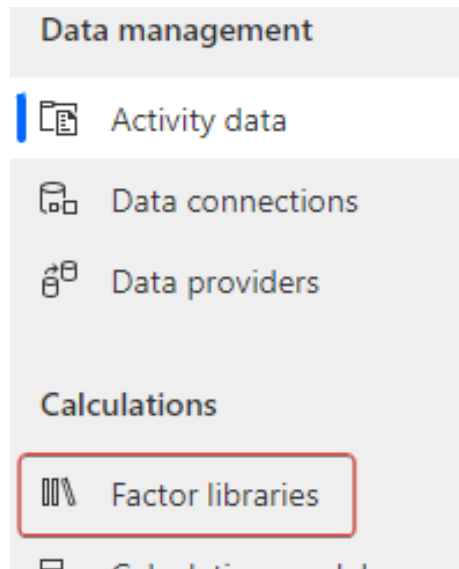 Data management
Activity data
Data connections
Data providers
Calculations
Factor libraries